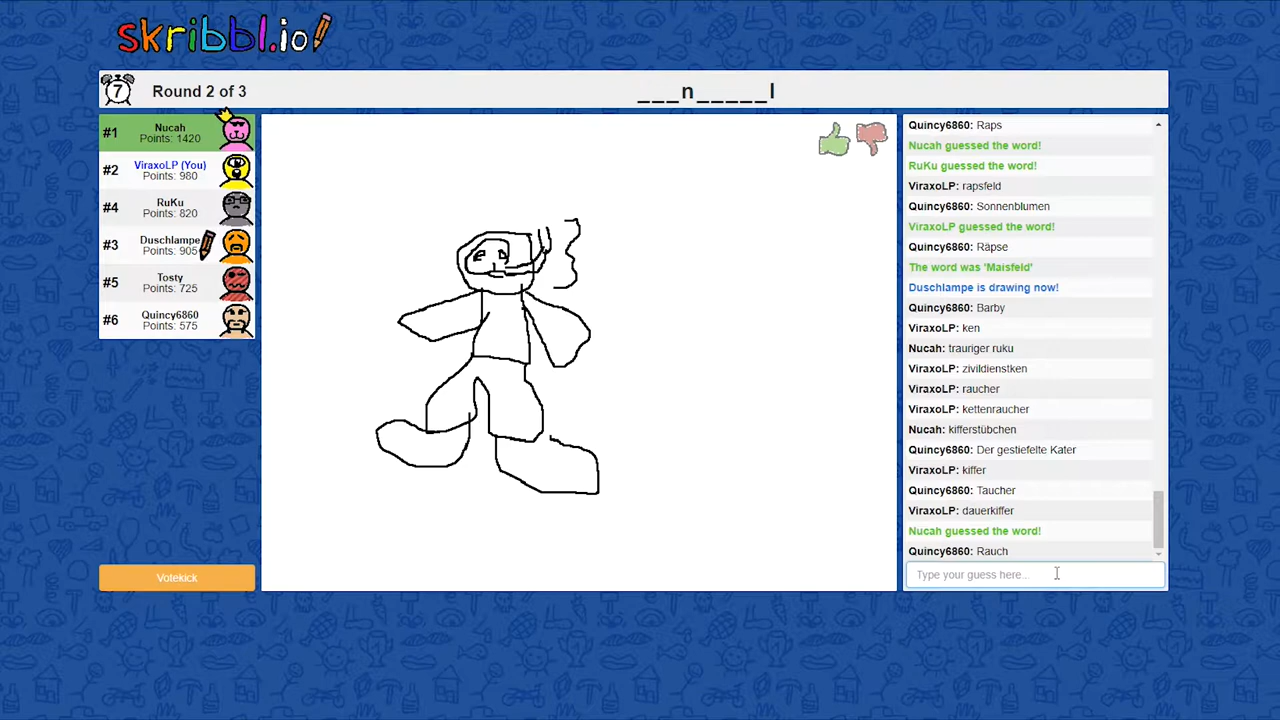 skribbl.io!
7 Round 2 of 3 ___n_____l
#1 Nucah
Points: 1420
#2 ViraxoLP (You)
Points: 980
#4 RuKu
Points: 820
#3 Duschlampe
Points: 905
#5 Tosty
Points: 725
#6 Quincy6860
Points: 575
Votekick
Quincy6860: Raps
Nucah guessed the word!
RuKu guessed the word!
ViraxoLP: rapsfeld
Quincy6860: Sonnenblumen
ViraxoLP guessed the word!
Quincy6860: Räpse
The word was 'Maisfeld'
Duschlampe is drawing now!
Quincy6860: Barby
ViraxoLP: ken
Nucah: trauriger ruku
ViraxoLP: zivildienstken
ViraxoLP: raucher
ViraxoLP: kettenraucher
Nucah: kifferstübchen
Quincy6860: Der gestiefelte Kater
ViraxoLP: kiffer
Quincy6860: Taucher
ViraxoLP: dauerkiffer
Nucah guessed the word!
Quincy6860: Rauch
Type your guess here...